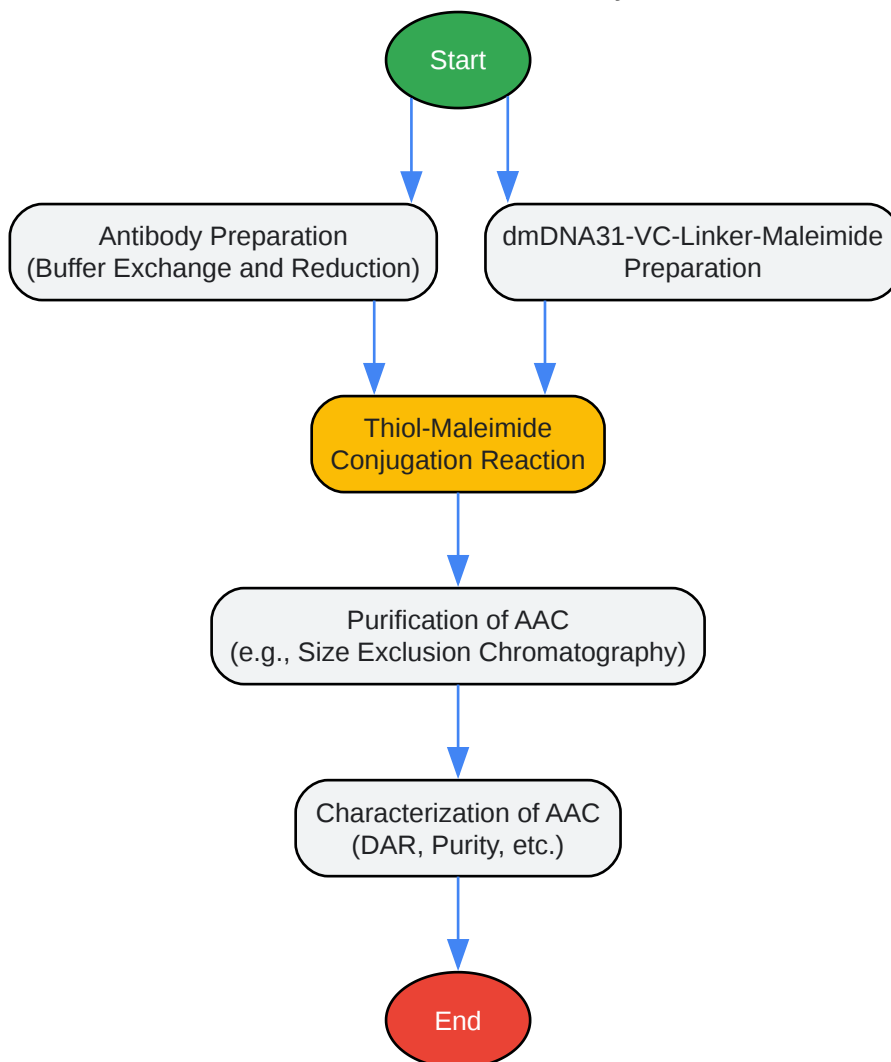 Start
Antibody Preparation
(Buffer Exchange and Reduction)
dmDNA31-VC-Linker-Maleimide
Preparation
Thiol-Maleimide
Conjugation Reaction
Purification of AAC
(e.g., Size Exclusion Chromatography)
Characterization of AAC
(DAR, Purity, etc.)
End